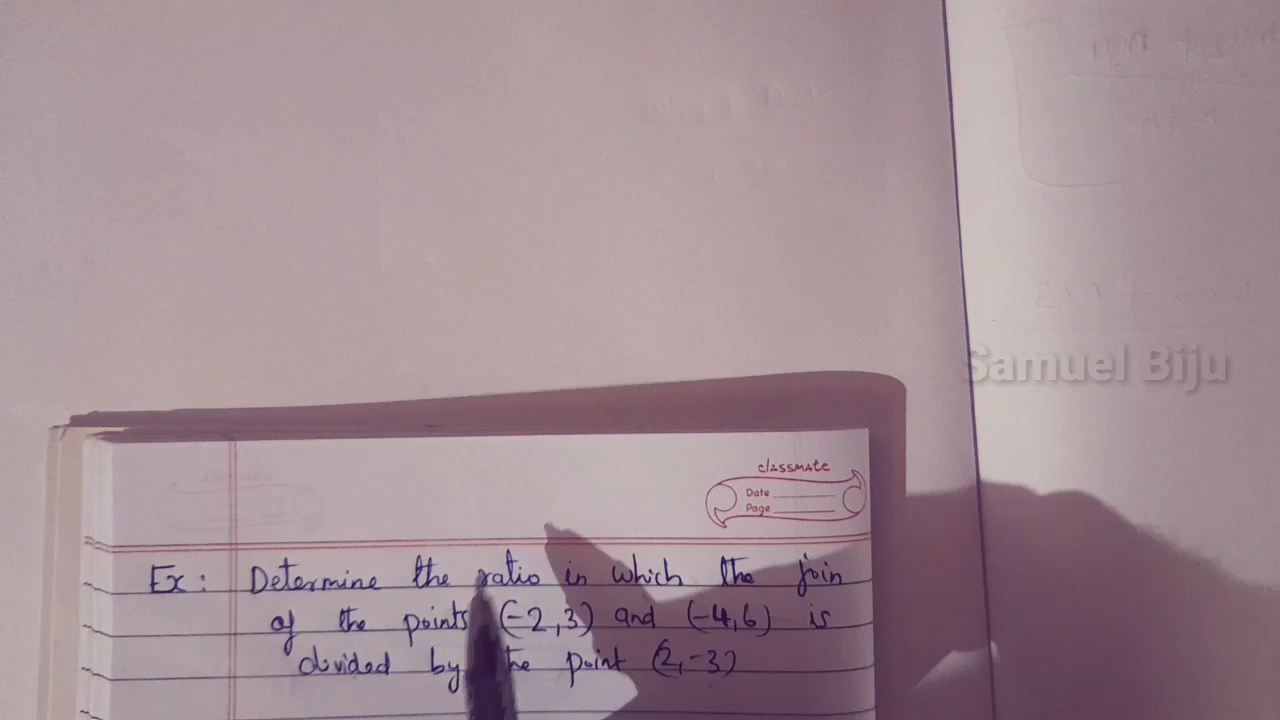 Samuel Biju
classmate
Date
Page
Ex: Determine the ratio in which the join
of the points (-2,3) and (-4,6) is
divided by the point (2,-3)